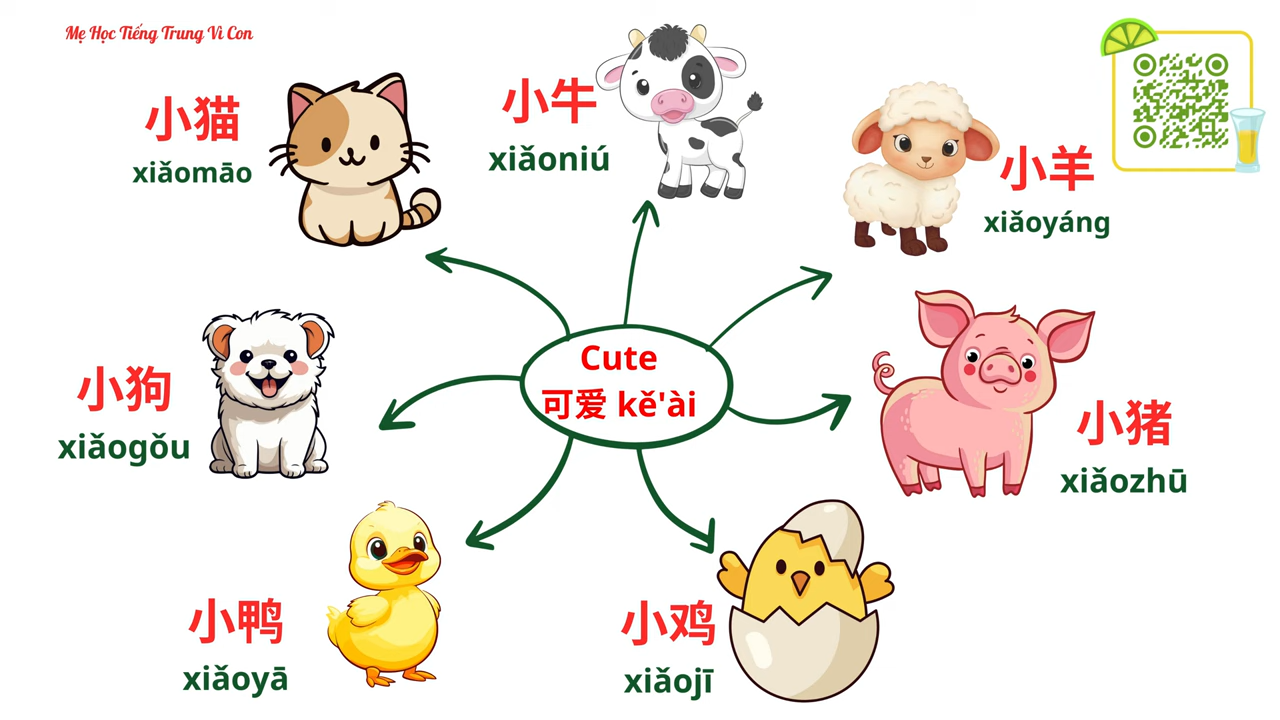 Mẹ Học Tiếng Trung Vì Con
小猫
xiǎomāo
小牛
xiǎoniú
小羊
xiǎoyáng
小狗
xiǎogǒu
Cute
可爱 kě'ài
小猪
xiǎozhū
小鸭
xiǎoyā
小鸡
xiǎojī